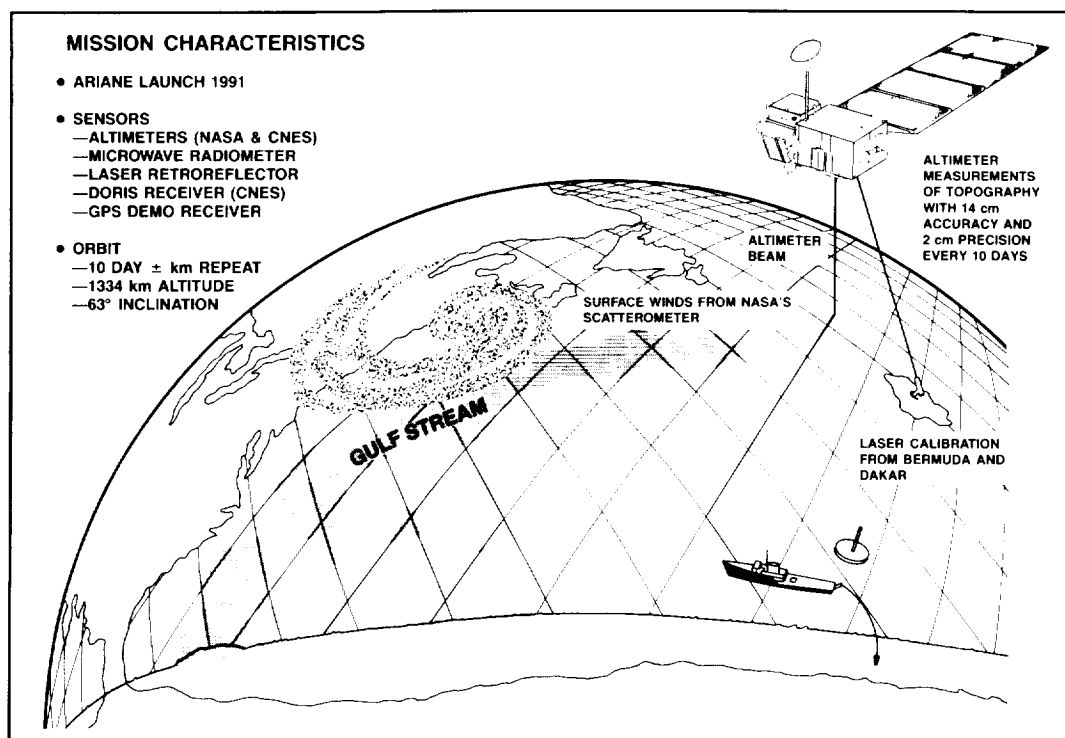 MISSION CHARACTERISTICS
• ARIANE LAUNCH 1991
• SENSORS
—ALTIMETERS (NASA & CNES)
—MICROWAVE RADIOMETER
—LASER RETROREFLECTOR
—DORIS RECEIVER (CNES)
—GPS DEMO RECEIVER
• ORBIT
—10 DAY ± km REPEAT
—1334 km ALTITUDE
—63° INCLINATION
ALTIMETER
MEASUREMENTS
OF TOPOGRAPHY
WITH 14 cm
ACCURACY AND
2 cm PRECISION
EVERY 10 DAYS
ALTIMETER
BEAM
SURFACE WINDS FROM NASA'S
SCATTEROMETER
GULF STREAM
LASER CALIBRATION
FROM BERMUDA AND
DAKAR